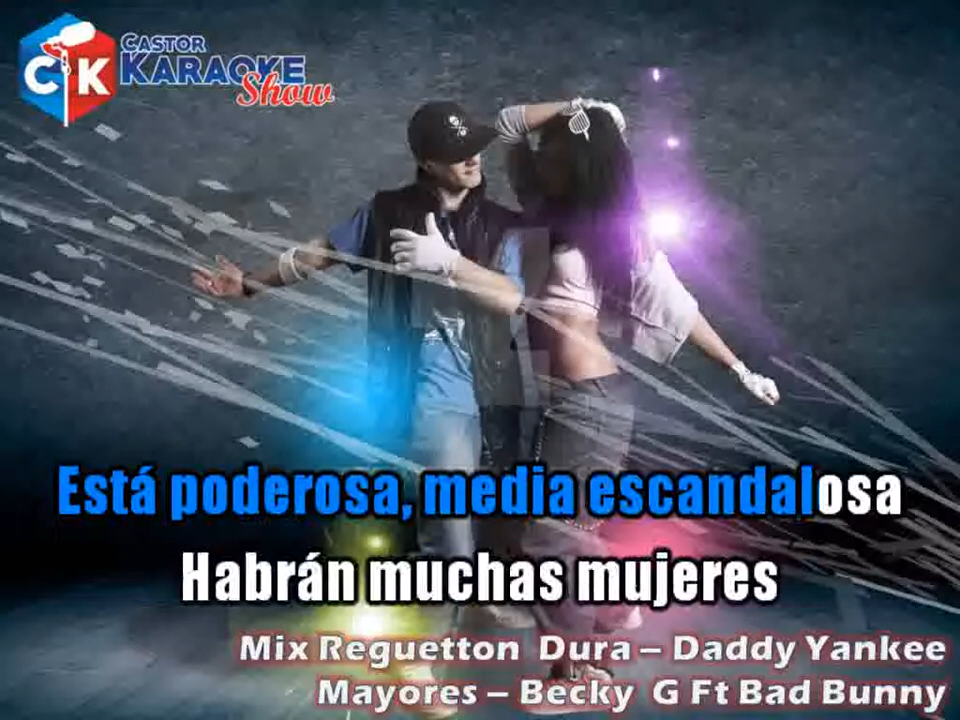 CK
CASTOR
KARAOKE
Show
Está poderosa, media escandalosa
Habrán muchas mujeres
Mix Reguetton Dura – Daddy Yankee
Mayores – Becky G Ft Bad Bunny